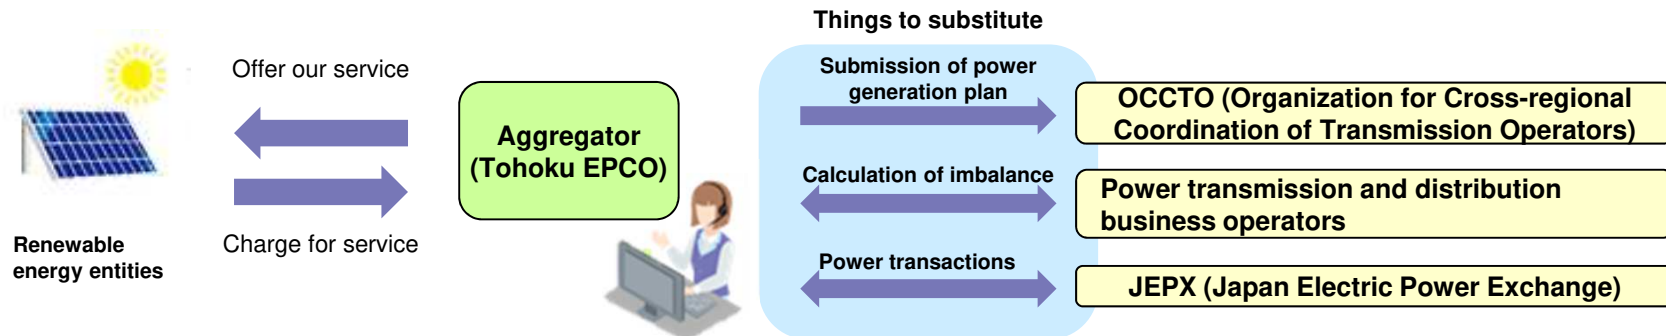 Things to substitute
Offer our service
Charge for service
Renewable
energy entities
Aggregator
(Tohoku EPCO)
Submission of power
generation plan
OCCTO (Organization for Cross-regional
Coordination of Transmission Operators)
Calculation of imbalance
Power transmission and distribution
business operators
Power transactions
JEPX (Japan Electric Power Exchange)